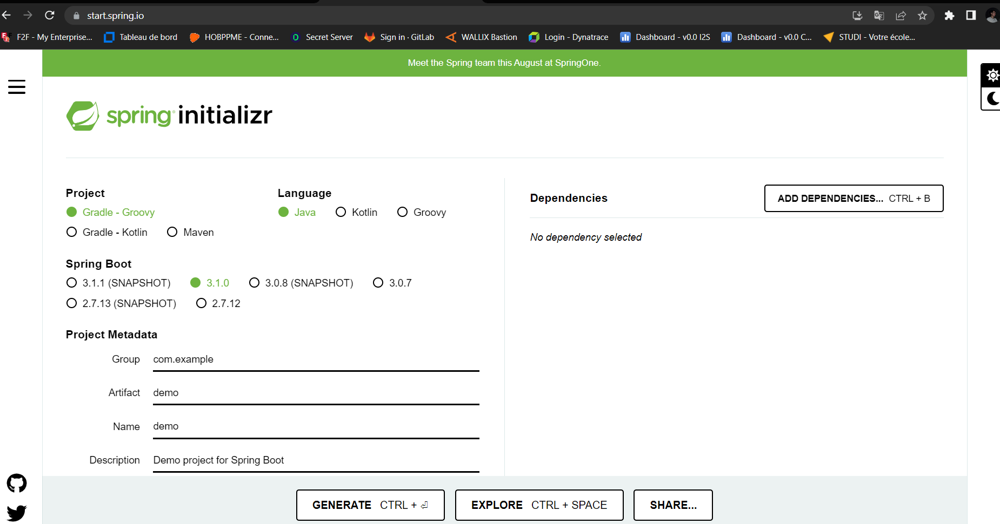 start.spring.io
F2F - My Enterprise... Tableau de bord HOBPPME - Conne... Secret Server Sign in · GitLab WALLIX Bastion Login - Dynatrace Dashboard - v0.0 I2S Dashboard - v0.0 C... STUDI - Votre école...
Meet the Spring team this August at SpringOne.
spring initializr
Project
Gradle - Groovy
Gradle - Kotlin Maven
Language
Java Kotlin Groovy
Spring Boot
3.1.1 (SNAPSHOT) 3.1.0 3.0.8 (SNAPSHOT) 3.0.7
2.7.13 (SNAPSHOT) 2.7.12
Project Metadata
Group com.example
Artifact demo
Name demo
Description Demo project for Spring Boot
Dependencies ADD DEPENDENCIES... CTRL + B
No dependency selected
GENERATE CTRL + ⏎ EXPLORE CTRL + SPACE SHARE...